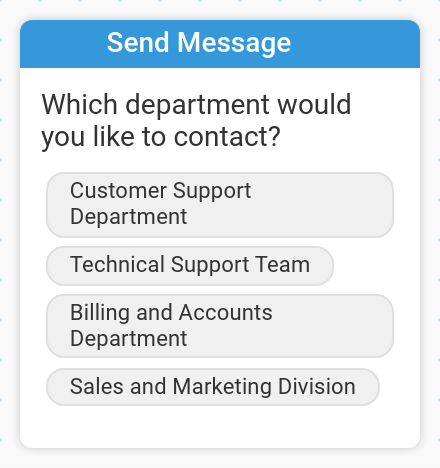 Send Message
Which department would
you like to contact?
Customer Support
Department
Technical Support Team
Billing and Accounts
Department
Sales and Marketing Division